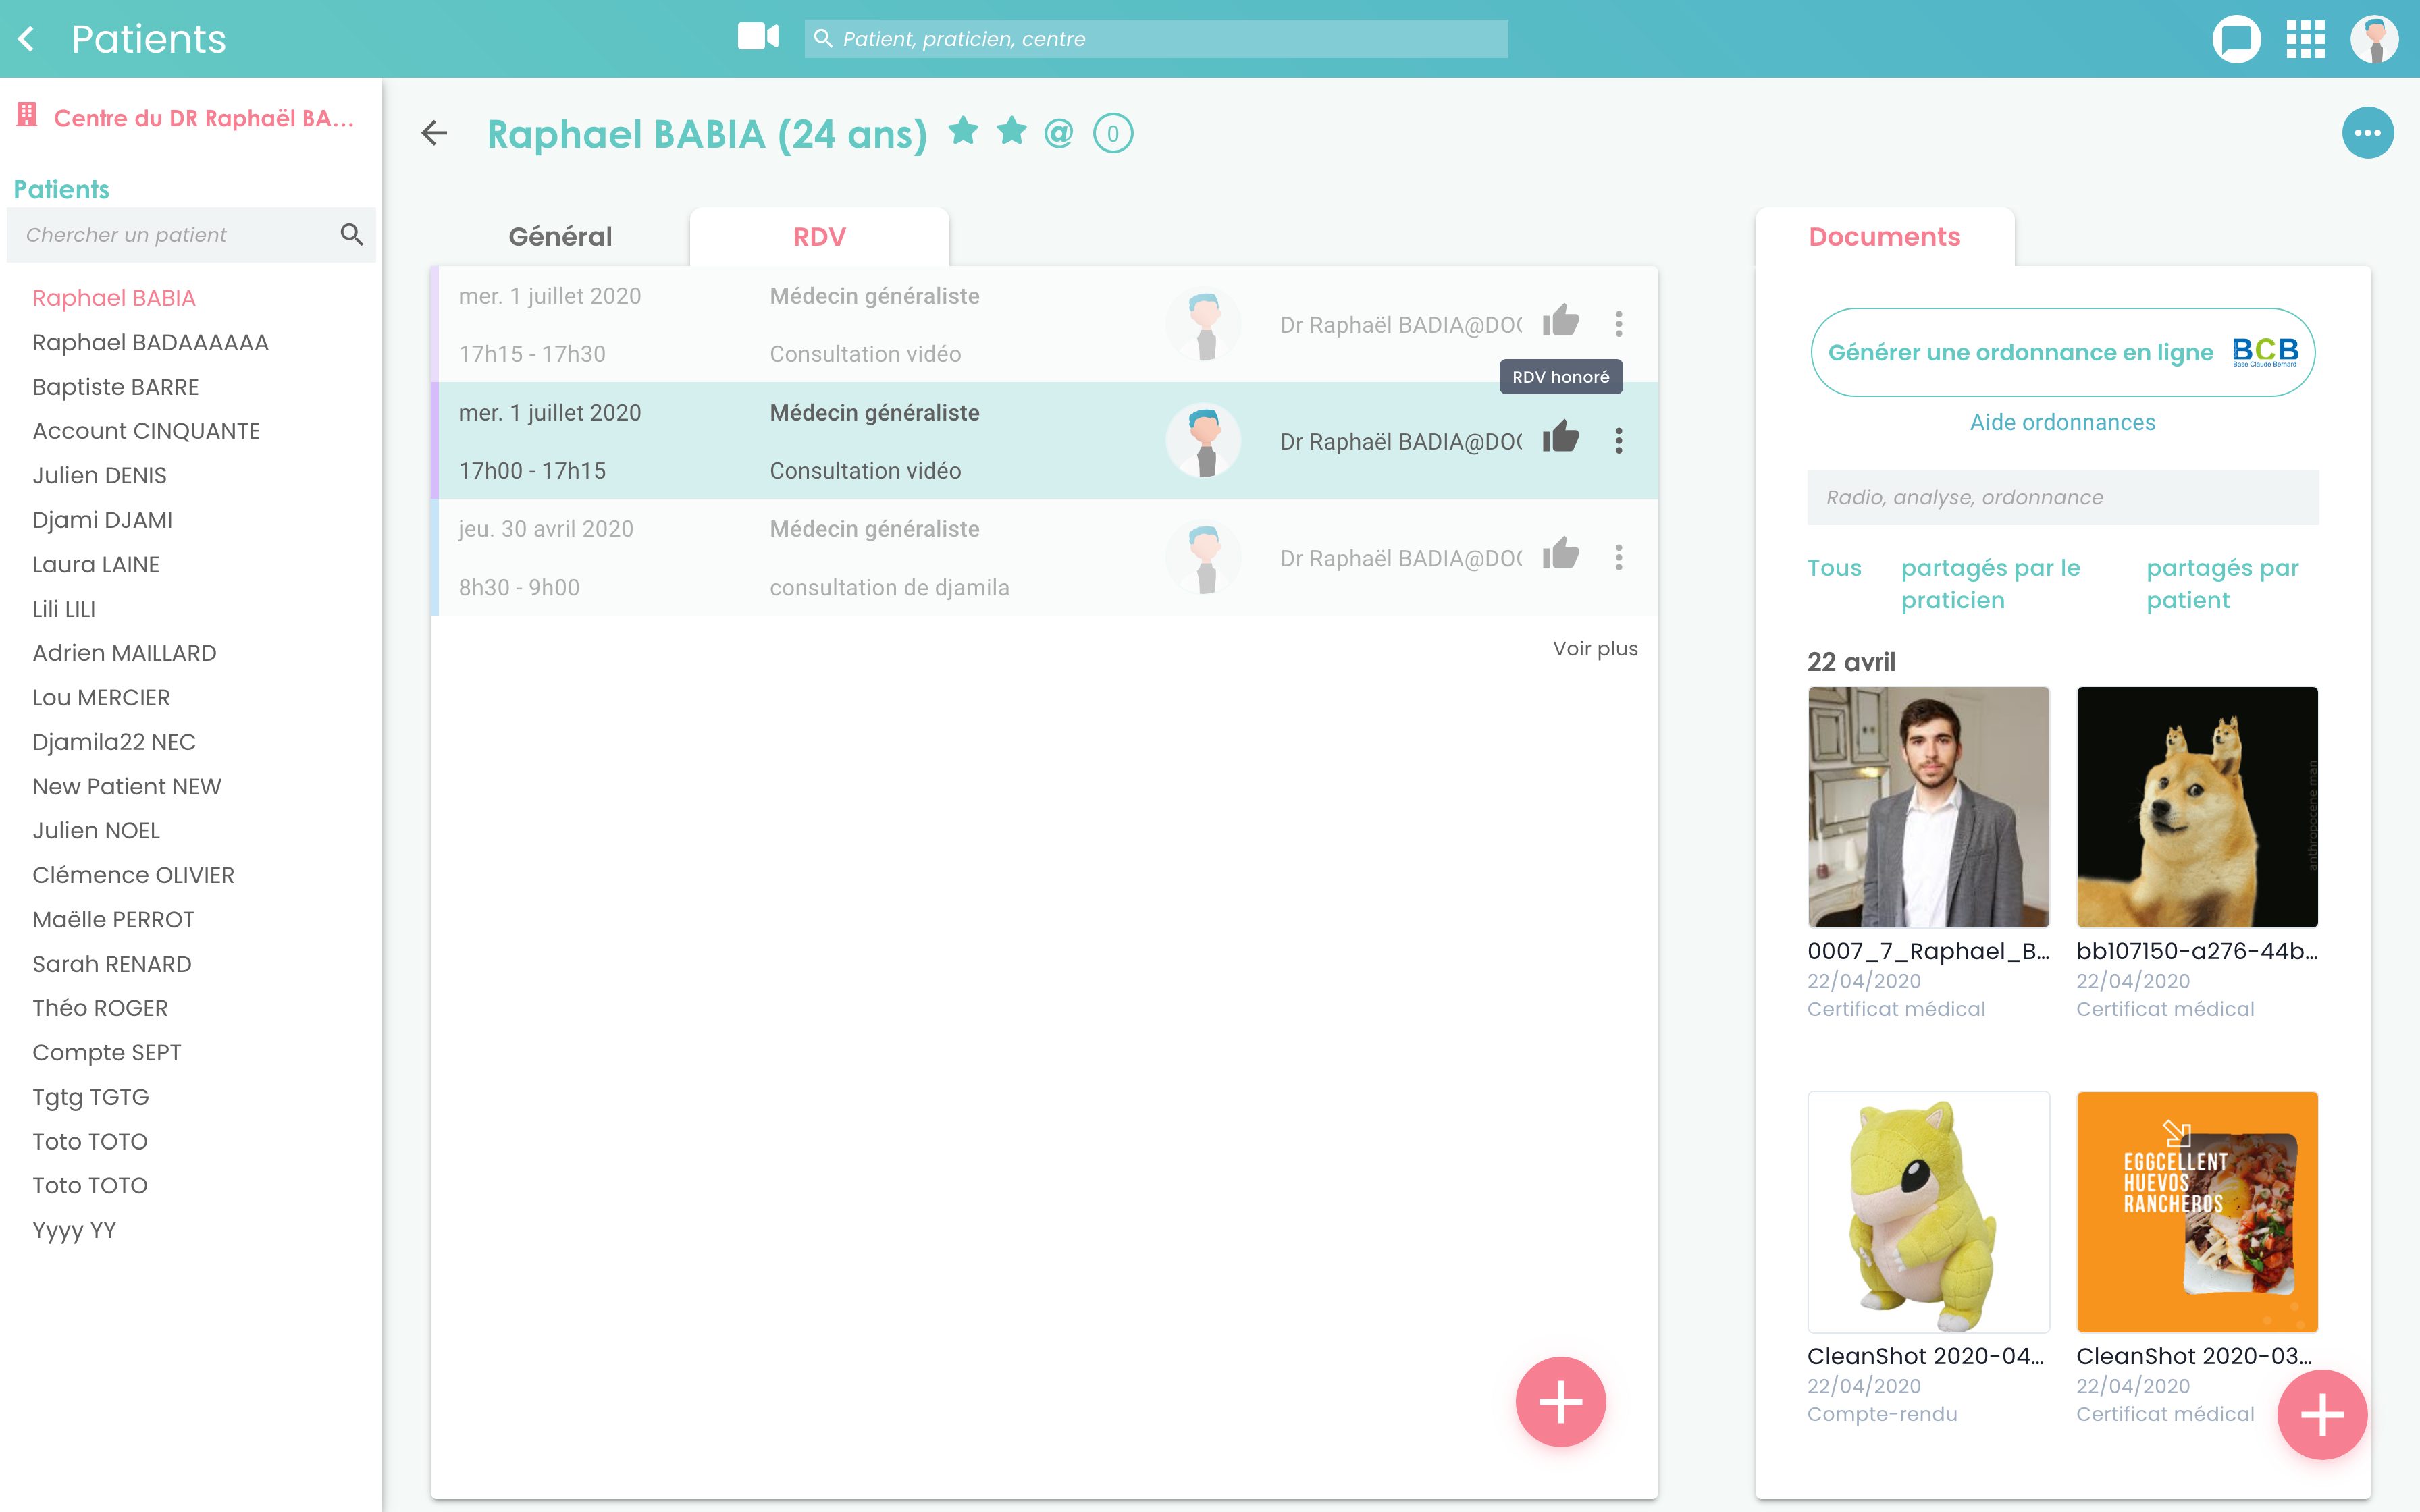 Patients
Patient, praticien, centre
Centre du DR Raphaël BA...
Patients
Chercher un patient
Raphael BABIA
Raphael BADAAAAAA
Baptiste BARRE
Account CINQUANTE
Julien DENIS
Djami DJAMI
Laura LAINE
Lili LILI
Adrien MAILLARD
Lou MERCIER
Djamila22 NEC
New Patient NEW
Julien NOEL
Clémence OLIVIER
Maëlle PERROT
Sarah RENARD
Théo ROGER
Compte SEPT
Tgtg TGTG
Toto TOTO
Toto TOTO
Yyyy YY
Raphael BABIA (24 ans) @ 0
Général
RDV
mer. 1 juillet 2020
Médecin généraliste
17h15 - 17h30
Consultation vidéo
Dr Raphaël BADIA@DOC
RDV honoré
mer. 1 juillet 2020
Médecin généraliste
17h00 - 17h15
Consultation vidéo
Dr Raphaël BADIA@DOC
jeu. 30 avril 2020
Médecin généraliste
8h30 - 9h00
consultation de djamila
Dr Raphaël BADIA@DOC
Voir plus
Documents
Générer une ordonnance en ligne
BCB
Base Claude Bernard
Aide ordonnances
Radio, analyse, ordonnance
Tous
partagés par le
praticien
partagés par
patient
22 avril
anthropocene man
0007_7_Raphael_B...
22/04/2020
Certificat médical
bb107150-a276-44b...
22/04/2020
Certificat médical
EGGCELLENT
HUEVOS
RANCHEROS
CleanShot 2020-04...
22/04/2020
Compte-rendu
CleanShot 2020-03...
22/04/2020
Certificat médical